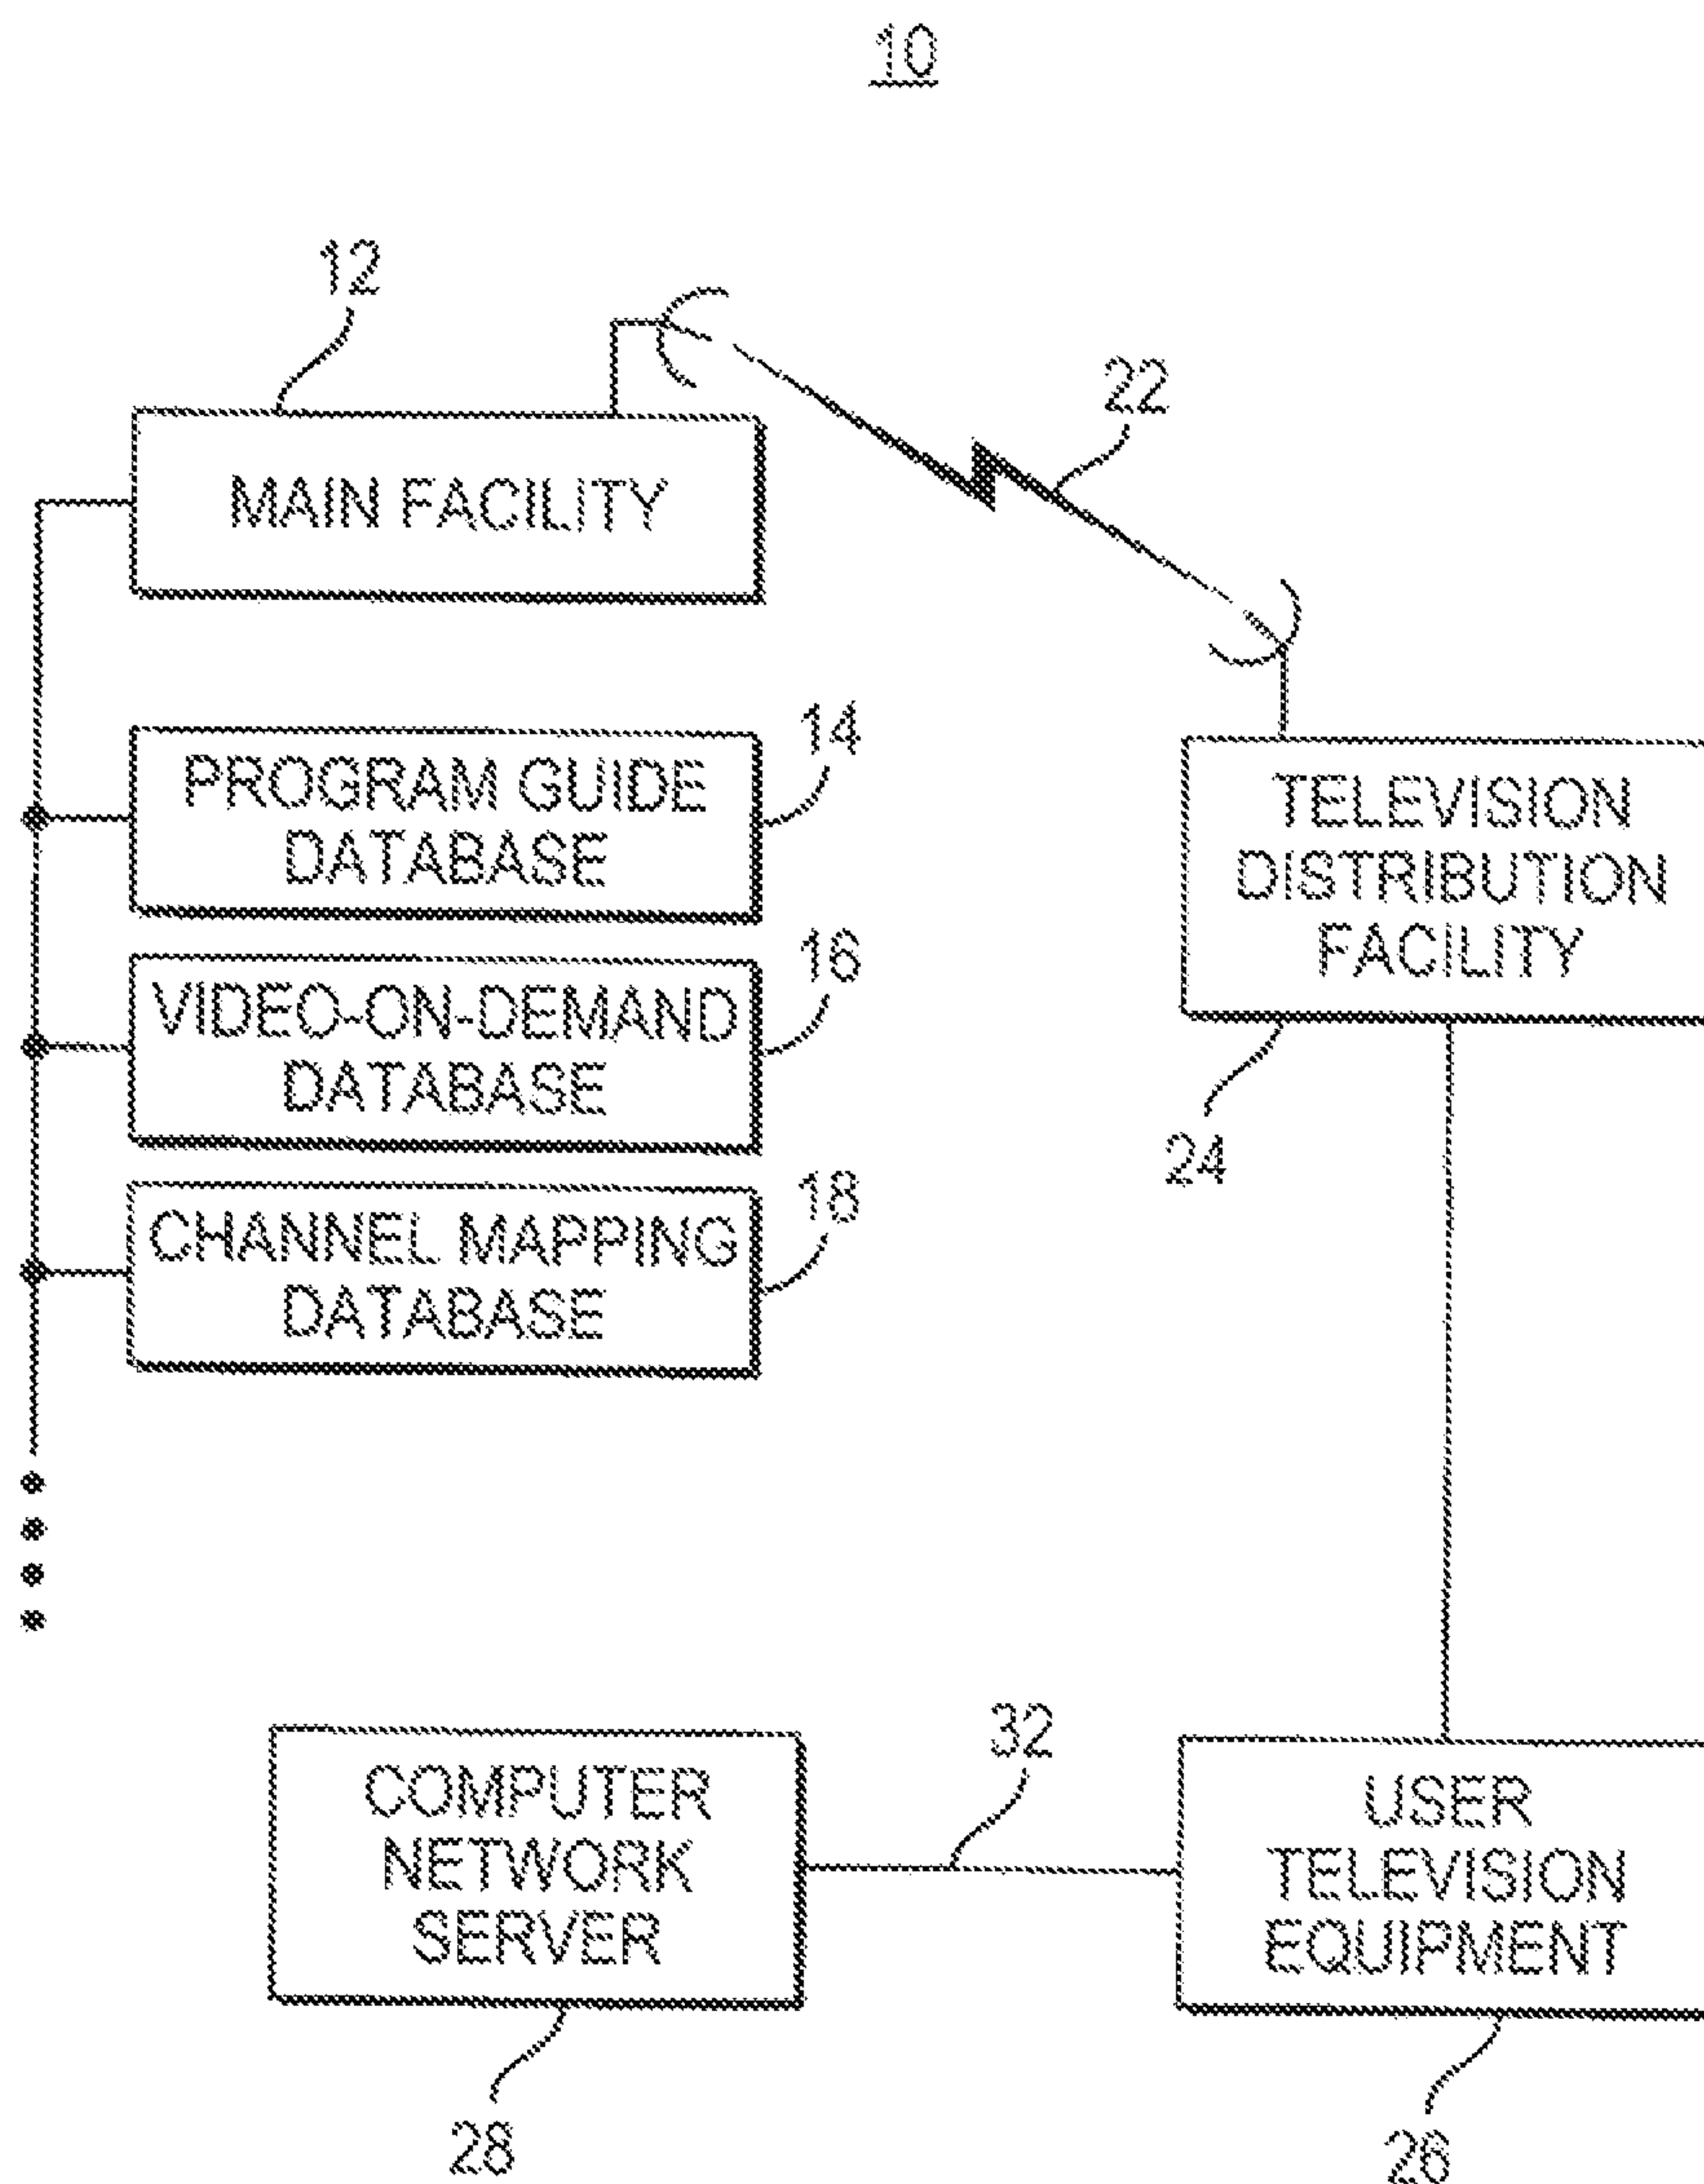 10
12
22
MAIN FACILITY
14
PROGRAM GUIDE
DATABASE
TELEVISION
DISTRIBUTION
FACILITY
16
VIDEO-ON-DEMAND
DATABASE
24
18
CHANNEL MAPPING
DATABASE
32
COMPUTER
NETWORK
SERVER
USER
TELEVISION
EQUIPMENT
28
26